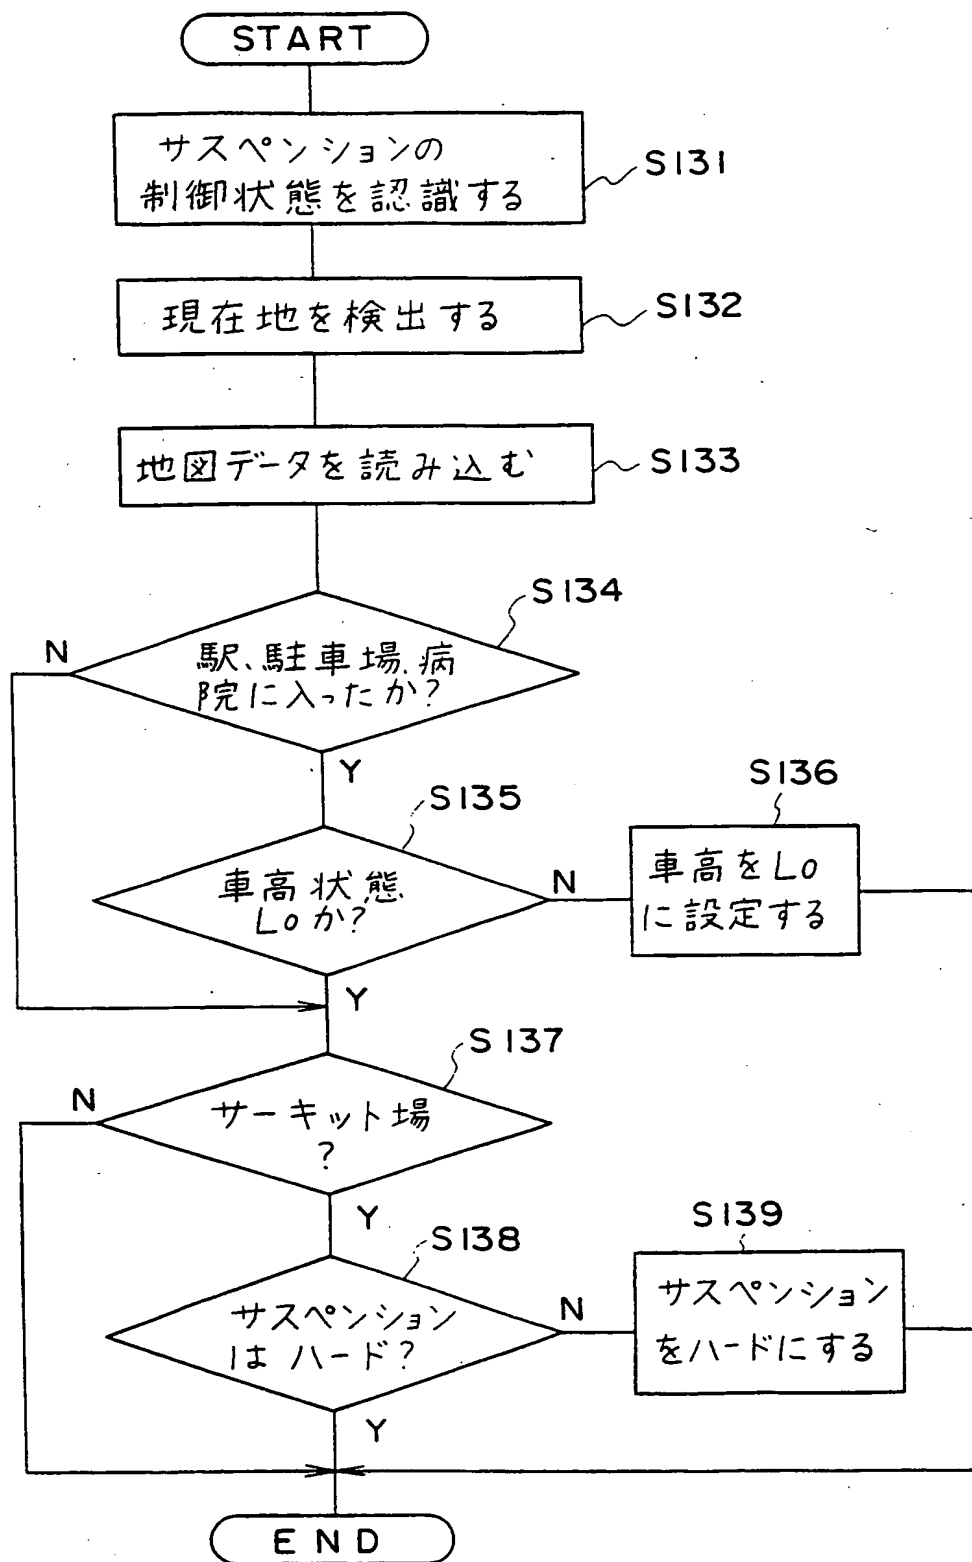 START
サスペンションの
制御状態を認識する
S131
現在地を検出する
S132
地図データを読み込む
S133
S134
N
駅、駐車場、病
院に入ったか?
Y
S135
S136
車高状態
Loか?
N
車高をLo
に設定する
Y
S137
N
サーキット場
?
Y
S138
S139
サスペンション
はハード?
N
サスペンション
をハードにする
Y
END